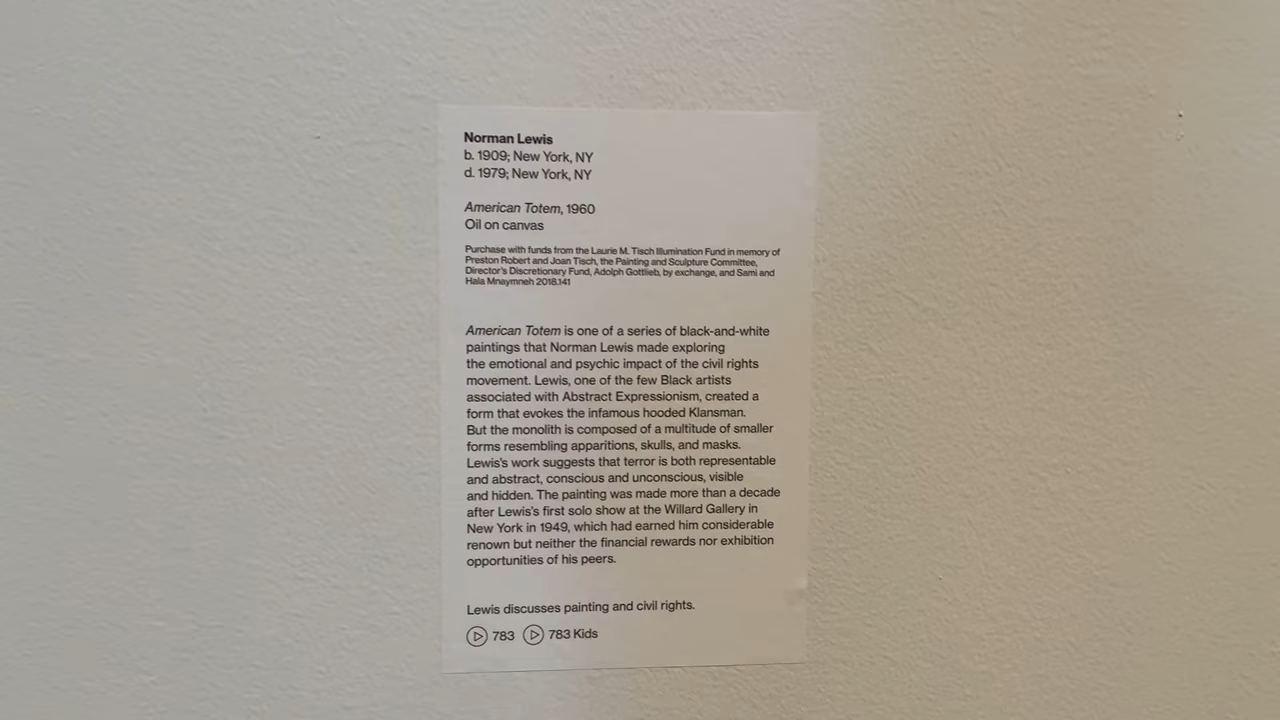 Norman Lewis
b. 1909; New York, NY
d. 1979; New York, NY
American Totem, 1960
Oil on canvas
Purchase with funds from the Laurie M. Tisch Illumination Fund in memory of
Preston Robert and Joan Tisch, the Painting and Sculpture Committee,
Director's Discretionary Fund, Adolph Gottlieb, by exchange, and Sami and
Hala Mnaymneh 2018.141
American Totem is one of a series of black-and-white
paintings that Norman Lewis made exploring
the emotional and psychic impact of the civil rights
movement. Lewis, one of the few Black artists
associated with Abstract Expressionism, created a
form that evokes the infamous hooded Klansman.
But the monolith is composed of a multitude of smaller
forms resembling apparitions, skulls, and masks.
Lewis's work suggests that terror is both representable
and abstract, conscious and unconscious, visible
and hidden. The painting was made more than a decade
after Lewis's first solo show at the Willard Gallery in
New York in 1949, which had earned him considerable
renown but neither the financial rewards nor exhibition
opportunities of his peers.
Lewis discusses painting and civil rights.
783 783 Kids